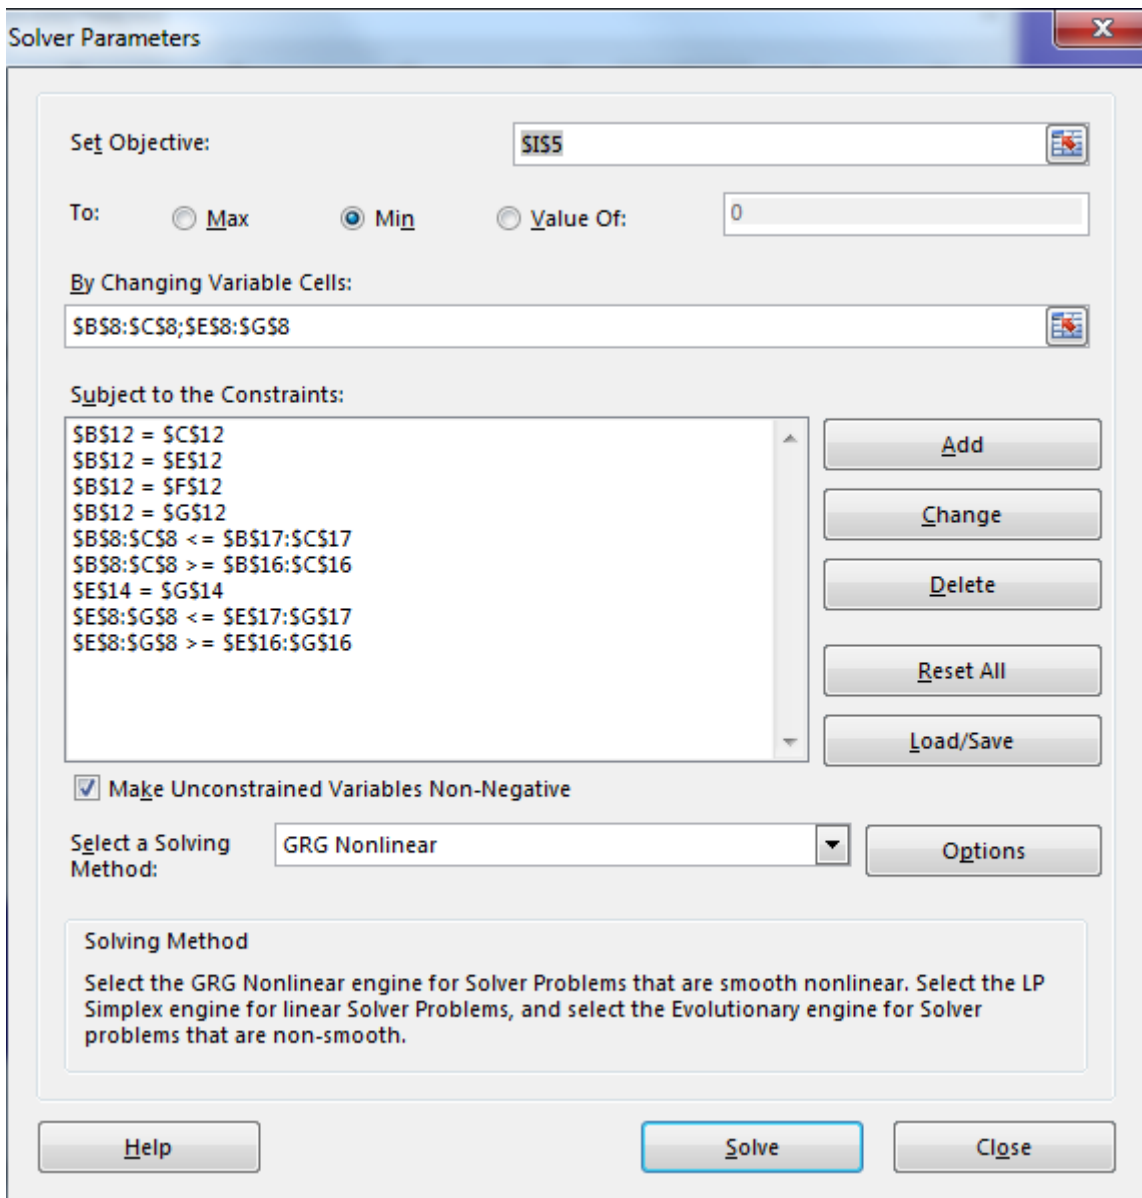 Solver Parameters
X
Set Objective:
$I$5
To:
Max
Min
Value Of:
0
By Changing Variable Cells:
$B$8:$C$8;$E$8:$G$8
Subject to the Constraints:
$B$12 = $C$12
$B$12 = $E$12
$B$12 = $F$12
$B$12 = $G$12
$B$8:$C$8 <= $B$17:$C$17
$B$8:$C$8 >= $B$16:$C$16
$E$14 = $G$14
$E$8:$G$8 <= $E$17:$G$17
$E$8:$G$8 >= $E$16:$G$16
Add
Change
Delete
Reset All
Load/Save
Make Unconstrained Variables Non-Negative
Select a Solving
Method:
GRG Nonlinear
Options
Solving Method
Select the GRG Nonlinear engine for Solver Problems that are smooth nonlinear. Select the LP
Simplex engine for linear Solver Problems, and select the Evolutionary engine for Solver
problems that are non-smooth.
Help
Solve
Close